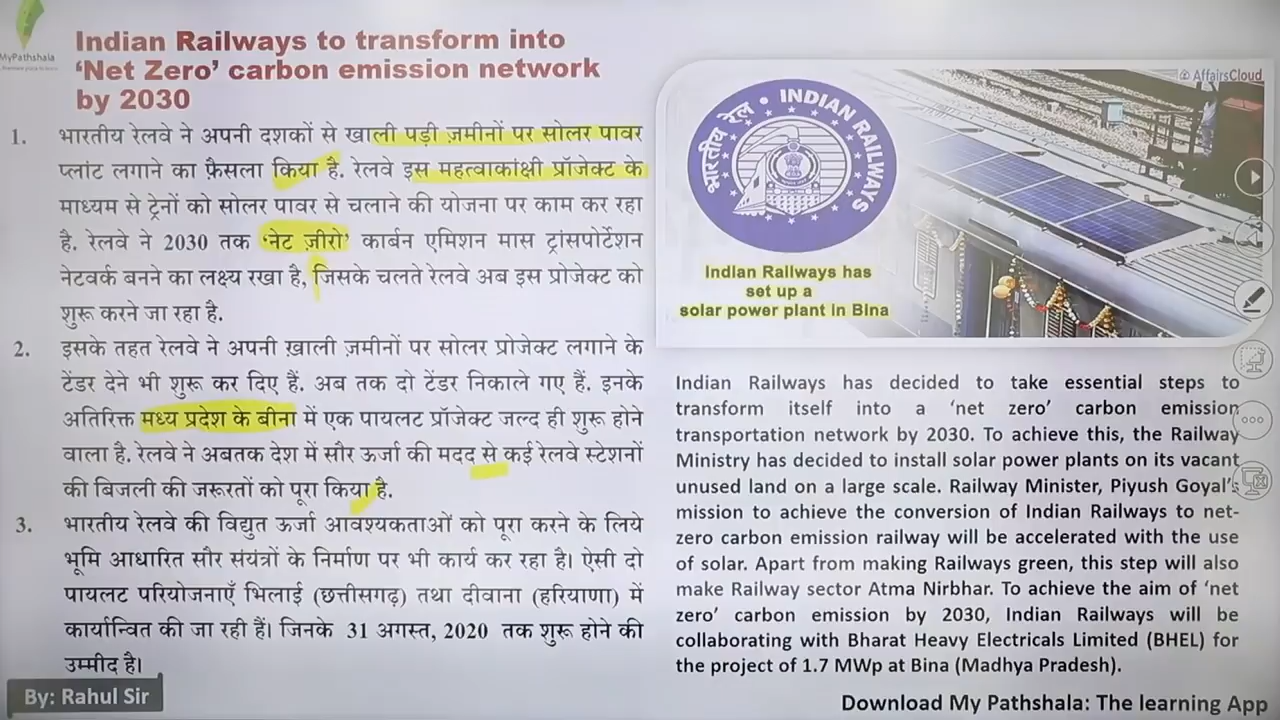 MyPathshala
Indian Railways to transform into
‘Net Zero’ carbon emission network
by 2030
1. भारतीय रेलवे ने अपनी दशकों से खाली पड़ी ज़मीनों पर सोलर पावर
प्लांट लगाने का फ़ैसला किया है. रेलवे इस महत्वाकांक्षी प्रॉजेक्ट के
माध्यम से ट्रेनों को सोलर पावर से चलाने की योजना पर काम कर रहा
है. रेलवे ने 2030 तक ‘नेट ज़ीरो’ कार्बन एमिशन मास ट्रांसपोर्टेशन
नेटवर्क बनने का लक्ष्य रखा है, जिसके चलते रेलवे अब इस प्रोजेक्ट को
शुरू करने जा रहा है.
2. इसके तहत रेलवे ने अपनी ख़ाली ज़मीनों पर सोलर प्रोजेक्ट लगाने के
टेंडर देने भी शुरू कर दिए हैं. अब तक दो टेंडर निकाले गए हैं. इनके
अतिरिक्त मध्य प्रदेश के बीना में एक पायलट प्रॉजेक्ट जल्द ही शुरू होने
वाला है. रेलवे ने अबतक देश में सौर ऊर्जा की मदद से कई रेलवे स्टेशनों
की बिजली की जरूरतों को पूरा किया है.
3. भारतीय रेलवे की विद्युत ऊर्जा आवश्यकताओं को पूरा करने के लिये
भूमि आधारित सौर संयंत्रों के निर्माण पर भी कार्य कर रहा है। ऐसी दो
पायलट परियोजनाएँ भिलाई (छत्तीसगढ़) तथा दीवाना (हरियाणा) में
कार्यान्वित की जा रही हैं। जिनके 31 अगस्त, 2020 तक शुरू होने की
उम्मीद है।
By: Rahul Sir
AffairsCloud
भारतीय रेल • INDIAN RAILWAYS
Indian Railways has
set up a
solar power plant in Bina
Indian Railways has decided to take essential steps to
transform itself into a ‘net zero’ carbon emission
transportation network by 2030. To achieve this, the Railway
Ministry has decided to install solar power plants on its vacant
unused land on a large scale. Railway Minister, Piyush Goyal’s
mission to achieve the conversion of Indian Railways to net-
zero carbon emission railway will be accelerated with the use
of solar. Apart from making Railways green, this step will also
make Railway sector Atma Nirbhar. To achieve the aim of ‘net
zero’ carbon emission by 2030, Indian Railways will be
collaborating with Bharat Heavy Electricals Limited (BHEL) for
the project of 1.7 MWp at Bina (Madhya Pradesh).
Download My Pathshala: The learning App